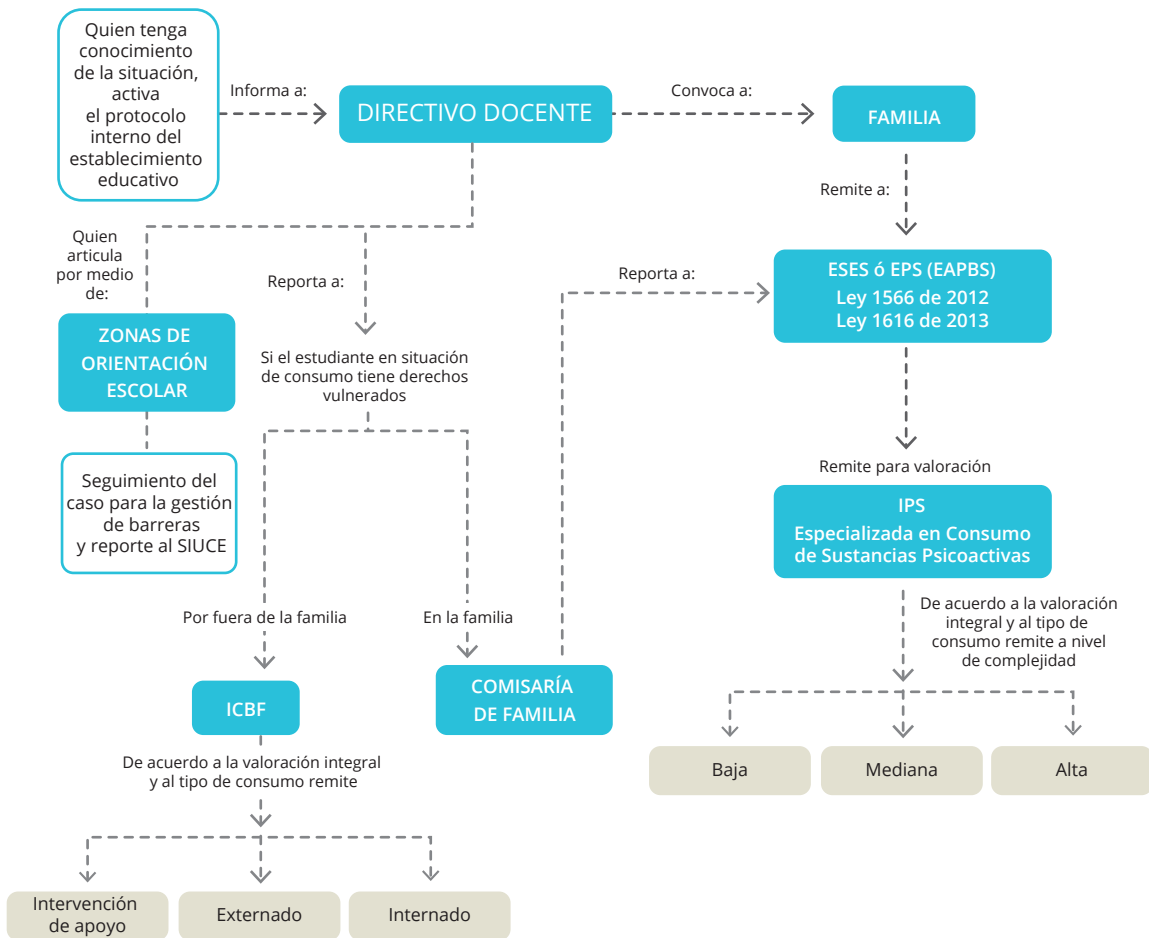 Quien tenga
conocimiento
de la situación,
activa
el protocolo
interno del
establecimiento
educativo
Informa a:
DIRECTIVO DOCENTE
Convoca a:
FAMILIA
Remite a:
Quien
articula
por medio
de:
Reporta a:
Reporta a:
ESES ó EPS (EAPBS)
Ley 1566 de 2012
Ley 1616 de 2013
ZONAS DE
ORIENTACIÓN
ESCOLAR
Si el estudiante en situación
de consumo tiene derechos
vulnerados
Seguimiento del
caso para la gestión
de barreras
y reporte al SIUCE
Remite para valoración
IPS
Especializada en Consumo
de Sustancias Psicoactivas
Por fuera de la familia
En la familia
De acuerdo a la valoración
integral y al tipo de
consumo remite a nivel
de complejidad
ICBF
COMISARÍA
DE FAMILIA
De acuerdo a la valoración integral
y al tipo de consumo remite
Baja
Mediana
Alta
Intervención
de apoyo
Externado
Internado